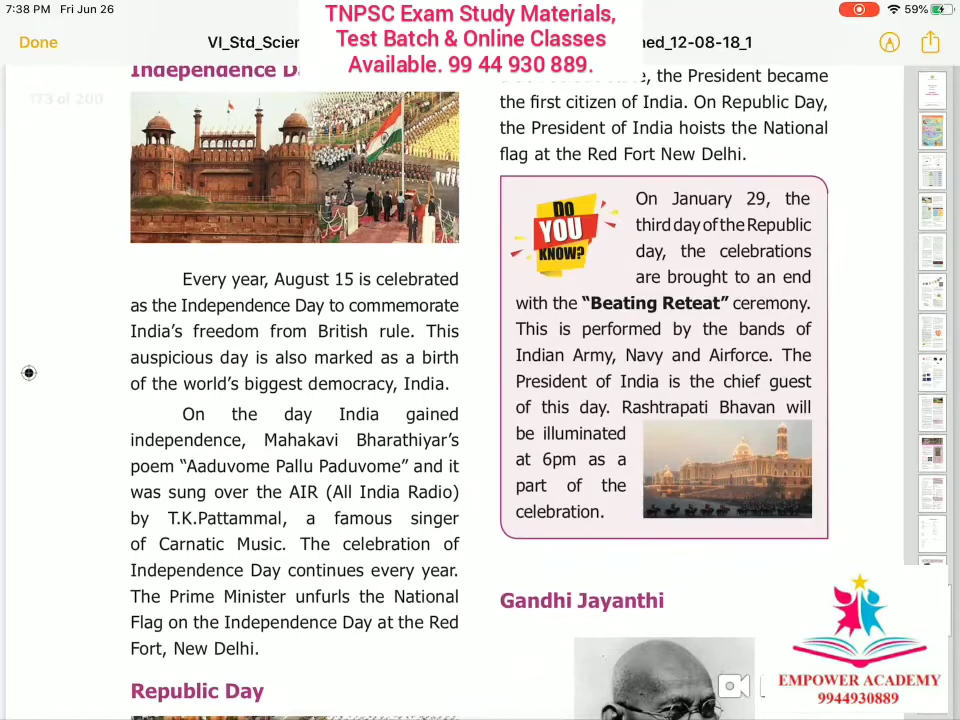 7:38 PM Fri Jun 26
59%
TNPSC Exam Study Materials,
Test Batch & Online Classes
Available. 99 44 930 889.
Done
VI_Std_Scien
ned_12-08-18_1
173 of 200
Independence D
Every year, August 15 is celebrated
as the Independence Day to commemorate
India's freedom from British rule. This
auspicious day is also marked as a birth
of the world's biggest democracy, India.
On the day India gained
independence, Mahakavi Bharathiyar's
poem “Aaduvome Pallu Paduvome” and it
was sung over the AIR (All India Radio)
by T.K.Pattammal, a famous singer
of Carnatic Music. The celebration of
Independence Day continues every year.
The Prime Minister unfurls the National
Flag on the Independence Day at the Red
Fort, New Delhi.
Republic Day
the President became
the first citizen of India. On Republic Day,
the President of India hoists the National
flag at the Red Fort New Delhi.
DO
YOU
KNOW?
On January 29, the
third day of the Republic
day, the celebrations
are brought to an end
with the “Beating Reteat” ceremony.
This is performed by the bands of
Indian Army, Navy and Airforce. The
President of India is the chief guest
of this day. Rashtrapati Bhavan will
be illuminated
at 6pm as a
part of the
celebration.
Gandhi Jayanthi
EMPOWER ACADEMY
9944930889